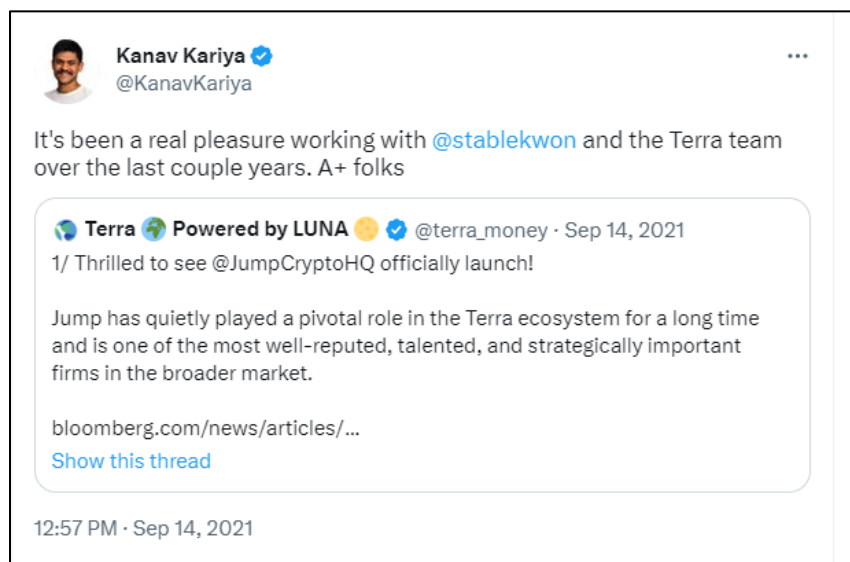 Kanav Kariya
@KanavKariya
It's been a real pleasure working with @stablekwon and the Terra team
over the last couple years. A+ folks
Terra 🌍 Powered by LUNA 🌕 @terra_money · Sep 14, 2021
1/ Thrilled to see @JumpCryptoHQ officially launch!
Jump has quietly played a pivotal role in the Terra ecosystem for a long time
and is one of the most well-reputed, talented, and strategically important
firms in the broader market.
bloomberg.com/news/articles/...
Show this thread
12:57 PM · Sep 14, 2021